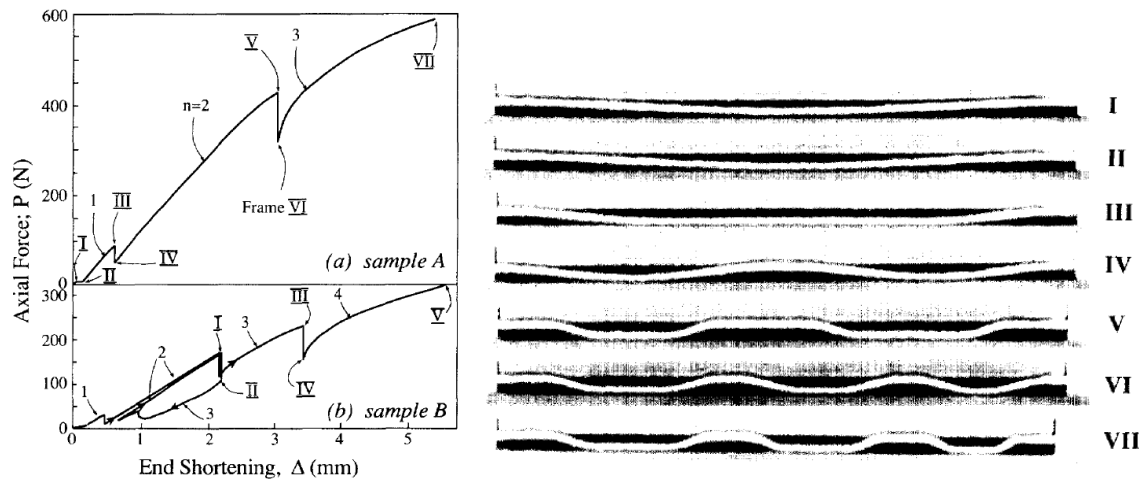 Axial Force; P (N)
600
400
200
0
I
II
1
III
IV
n=2
V
Frame VI
3
VII
(a) sample A
300
200
100
0
1
2
I
II
3
3
III
IV
4
V
(b) sample B
0
1
2
3
4
5
End Shortening, Δ (mm)
I
II
III
IV
V
VI
VII